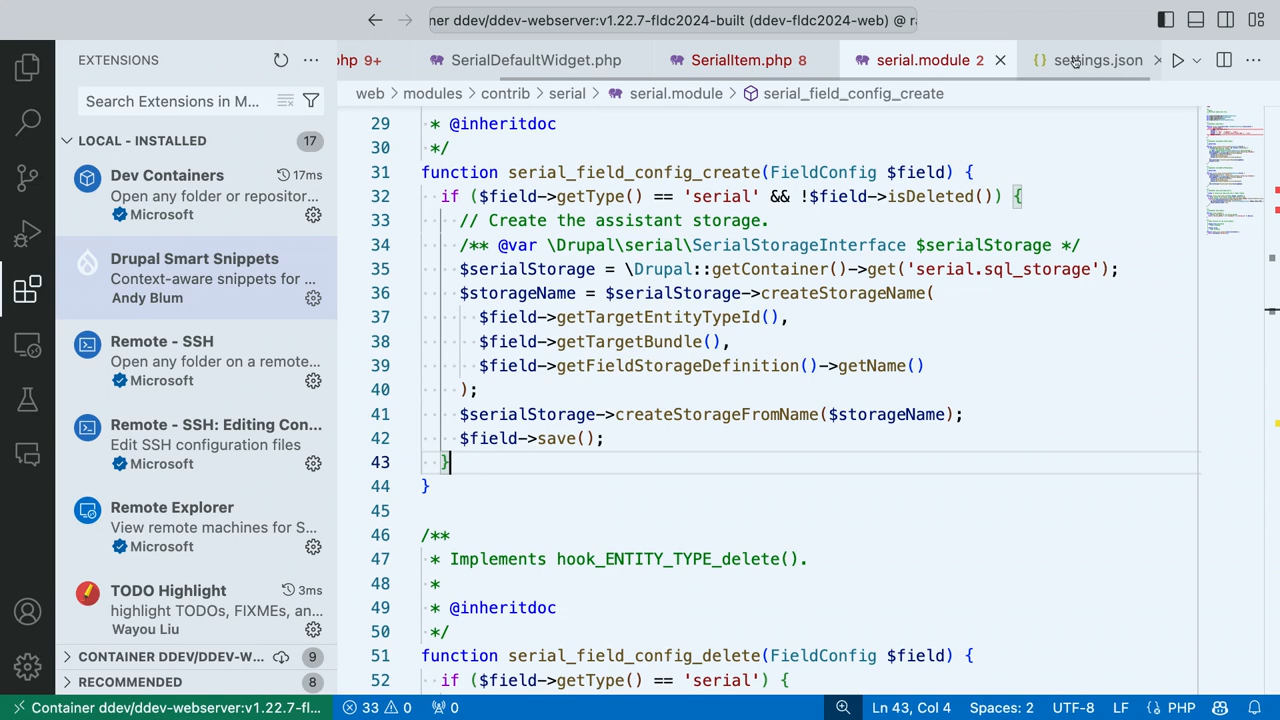 ner ddev/ddev-webserver:v1.22.7-fldc2024-built (ddev-fldc2024-web) @ ra
EXTENSIONS
php 9+
SerialDefaultWidget.php
SerialItem.php 8
serial.module 2
{} settings.json
Search Extensions in M...
web > modules > contrib > serial > serial.module > serial_field_config_create
LOCAL - INSTALLED 17
Dev Containers 17ms
Open any folder or repositor...
Microsoft
Drupal Smart Snippets
Context-aware snippets for ...
Andy Blum
Remote - SSH
Open any folder on a remote...
Microsoft
Remote - SSH: Editing Con...
Edit SSH configuration files
Microsoft
Remote Explorer
View remote machines for S...
Microsoft
TODO Highlight 3ms
highlight TODOs, FIXMEs, an...
Wayou Liu
CONTAINER DDEV/DDEV-W... 9
RECOMMENDED 8
29 * @inheritdoc
30 */
31 function serial_field_config_create(FieldConfig $field) {
32 if ($field->getType() == 'serial' && !$field->isDeleted()) {
33 // Create the assistant storage.
34 /** @var \Drupal\serial\SerialStorageInterface $serialStorage */
35 $serialStorage = \Drupal::getContainer()->get('serial.sql_storage');
36 $storageName = $serialStorage->createStorageName(
37 $field->getTargetEntityTypeId(),
38 $field->getTargetBundle(),
39 $field->getFieldStorageDefinition()->getName()
40 );
41 $serialStorage->createStorageFromName($storageName);
42 $field->save();
43 }
44 }
45
46 /**
47 * Implements hook_ENTITY_TYPE_delete().
48 *
49 * @inheritdoc
50 */
51 function serial_field_config_delete(FieldConfig $field) {
52 if ($field->getType() == 'serial') {
Container ddev/ddev-webserver:v1.22.7-fl... 33 0 0 Ln 43, Col 4 Spaces: 2 UTF-8 LF {} PHP